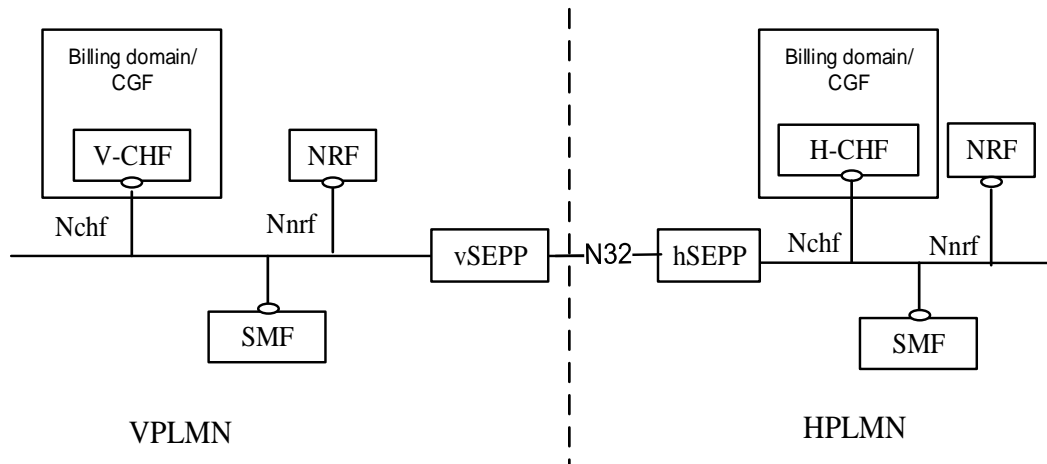 Billing domain/
CGF
V-CHF
NRF
Nchf
Nnrf
vSEPP
SMF
VPLMN
N32
Billing domain/
CGF
H-CHF
NRF
hSEPP
Nchf
Nnrf
SMF
HPLMN